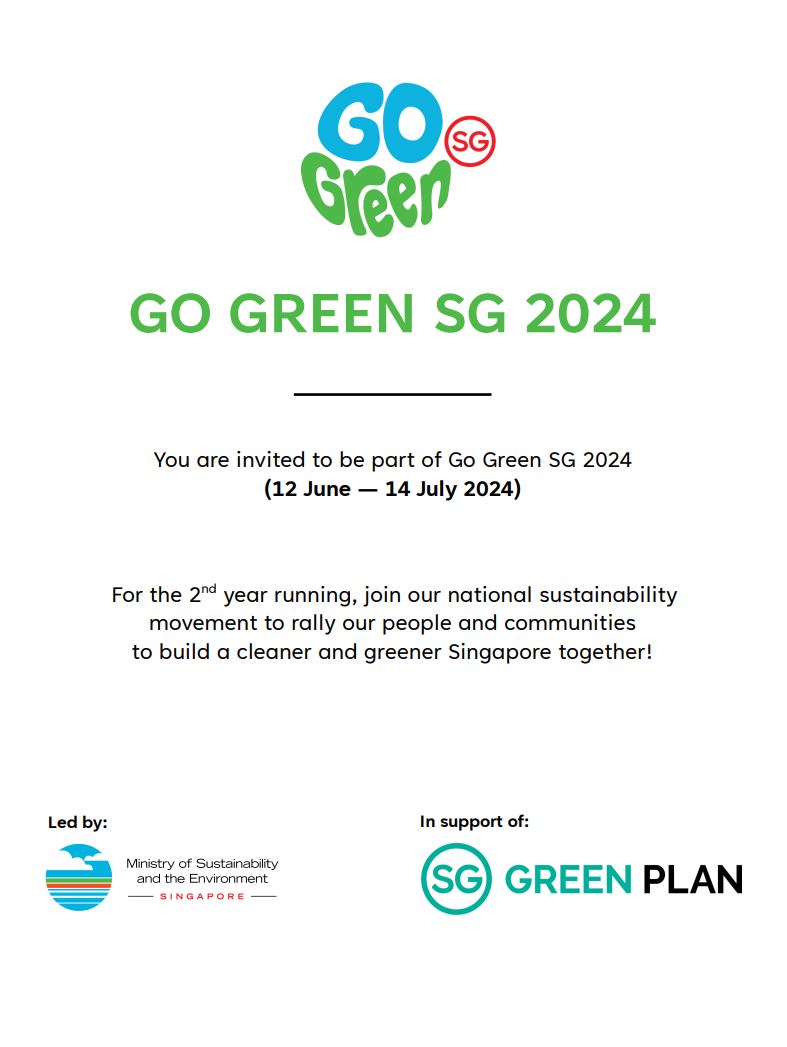 GO
SG
Green
GO GREEN SG 2024
You are invited to be part of Go Green SG 2024
(12 June — 14 July 2024)
For the 2nd year running, join our national sustainability
movement to rally our people and communities
to build a cleaner and greener Singapore together!
Led by:
Ministry of Sustainability
and the Environment
SINGAPORE
In support of:
SG GREEN PLAN